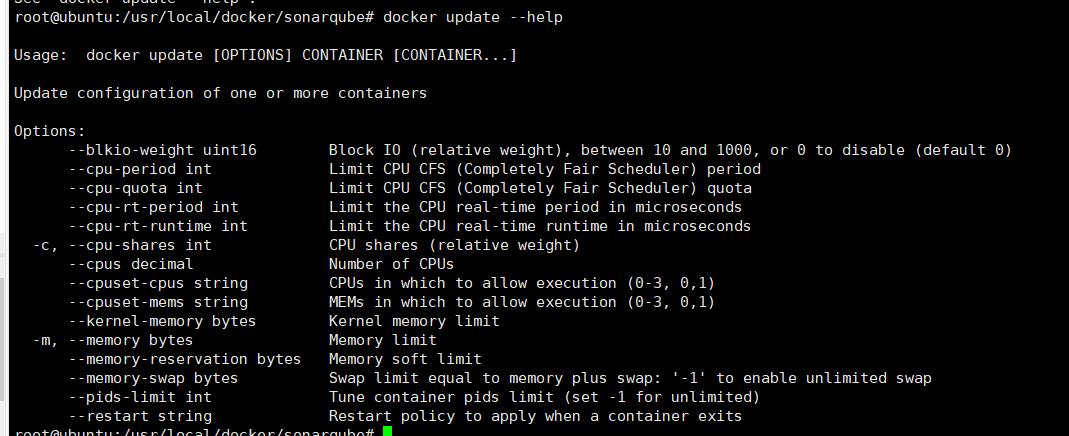 See 'docker update --help'.
root@ubuntu:/usr/local/docker/sonarqube# docker update --help
Usage:  docker update [OPTIONS] CONTAINER [CONTAINER...]
Update configuration of one or more containers
Options:
      --blkio-weight uint16        Block IO (relative weight), between 10 and 1000, or 0 to disable (default 0)
      --cpu-period int             Limit CPU CFS (Completely Fair Scheduler) period
      --cpu-quota int              Limit CPU CFS (Completely Fair Scheduler) quota
      --cpu-rt-period int          Limit the CPU real-time period in microseconds
      --cpu-rt-runtime int         Limit the CPU real-time runtime in microseconds
  -c, --cpu-shares int             CPU shares (relative weight)
      --cpus decimal               Number of CPUs
      --cpuset-cpus string         CPUs in which to allow execution (0-3, 0,1)
      --cpuset-mems string         MEMs in which to allow execution (0-3, 0,1)
      --kernel-memory bytes        Kernel memory limit
  -m, --memory bytes               Memory limit
      --memory-reservation bytes   Memory soft limit
      --memory-swap bytes          Swap limit equal to memory plus swap: '-1' to enable unlimited swap
      --pids-limit int             Tune container pids limit (set -1 for unlimited)
      --restart string             Restart policy to apply when a container exits
root@ubuntu:/usr/local/docker/sonarqube#